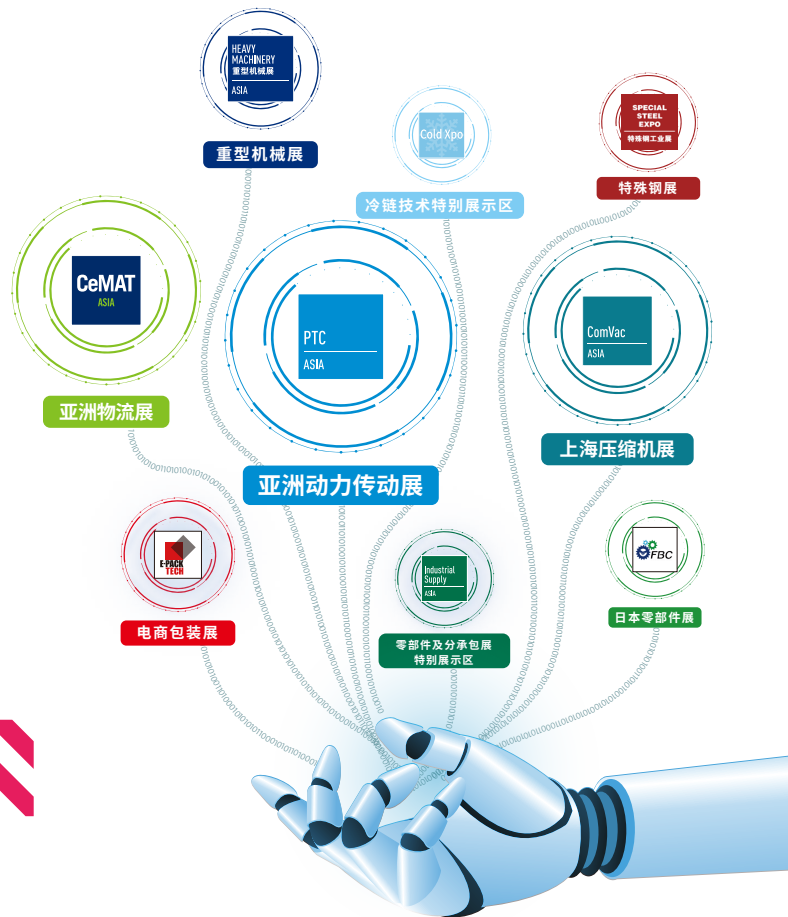 HEAVY
MACHINERY
重型机械展
ASIA
重型机械展
Cold Xpo
冷链技术特别展示区
SPECIAL
STEEL
EXPO
特殊钢工业展
特殊钢展
CeMAT
ASIA
亚洲物流展
PTC
ASIA
亚洲动力传动展
ComVac
ASIA
上海压缩机展
E-PACK
TECH
电商包装展
Industrial
Supply
ASIA
零部件及分承包展
特别展示区
FBC
日本零部件展